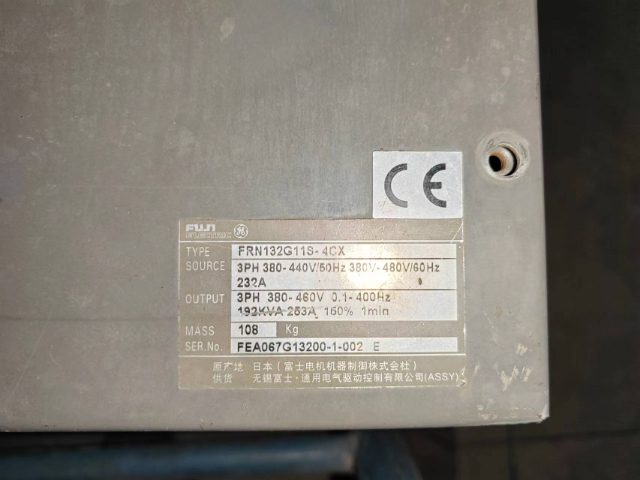 CE
FUJI
TYPE FRN132G11S-4CX
SOURCE 3PH 380-440V/50Hz 380V-480V/60Hz
232A
OUTPUT 3PH 380-460V 0.1-400Hz
192KVA 253A 150% 1min
MASS 108 Kg
SER.No. FEA067G13200-1-002 E
原产地 日本（富士电机机器制御株式会社）
供货 无锡富士·通用电气驱动控制有限公司(ASSY)